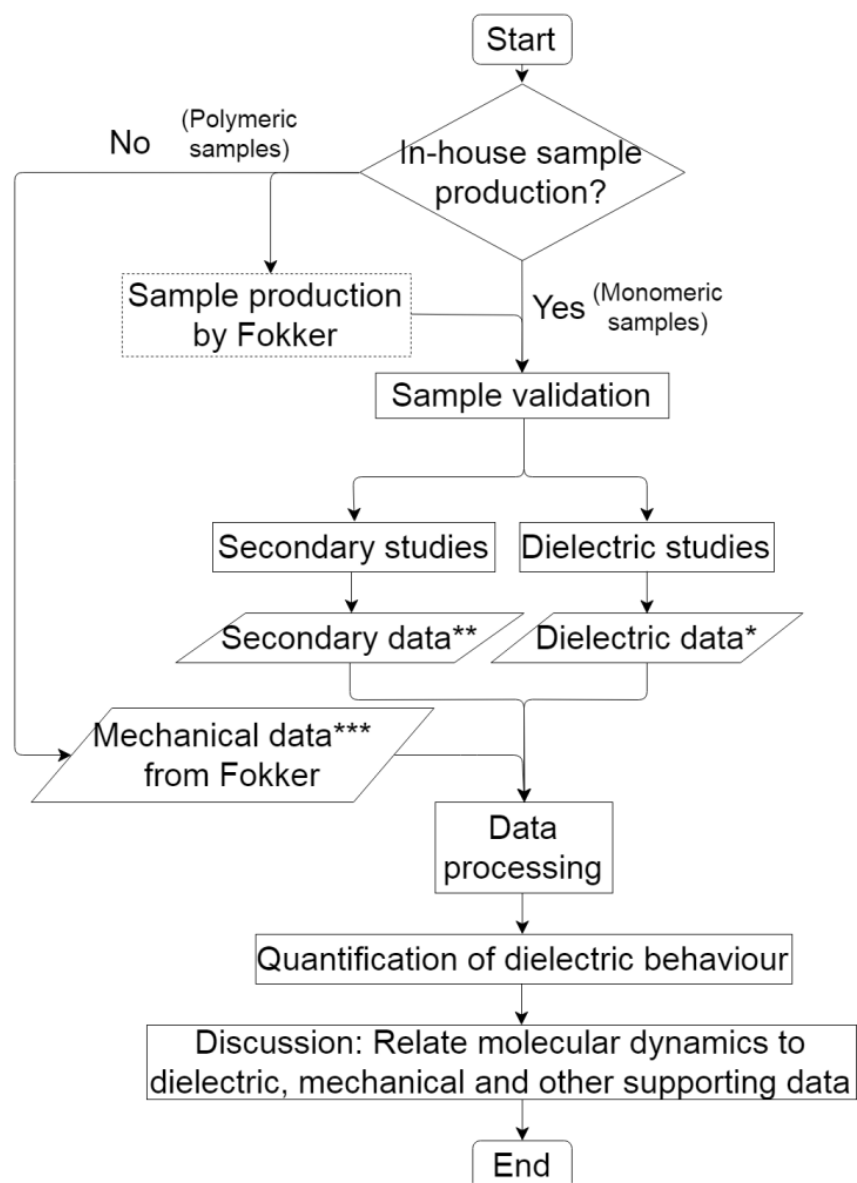 Start
In-house sample
production?
No
(Polymeric
samples)
Sample production
by Fokker
Yes
(Monomeric
samples)
Sample validation
Secondary studies
Dielectric studies
Secondary data**
Dielectric data*
Mechanical data***
from Fokker
Data
processing
Quantification of dielectric behaviour
Discussion: Relate molecular dynamics to
dielectric, mechanical and other supporting data
End